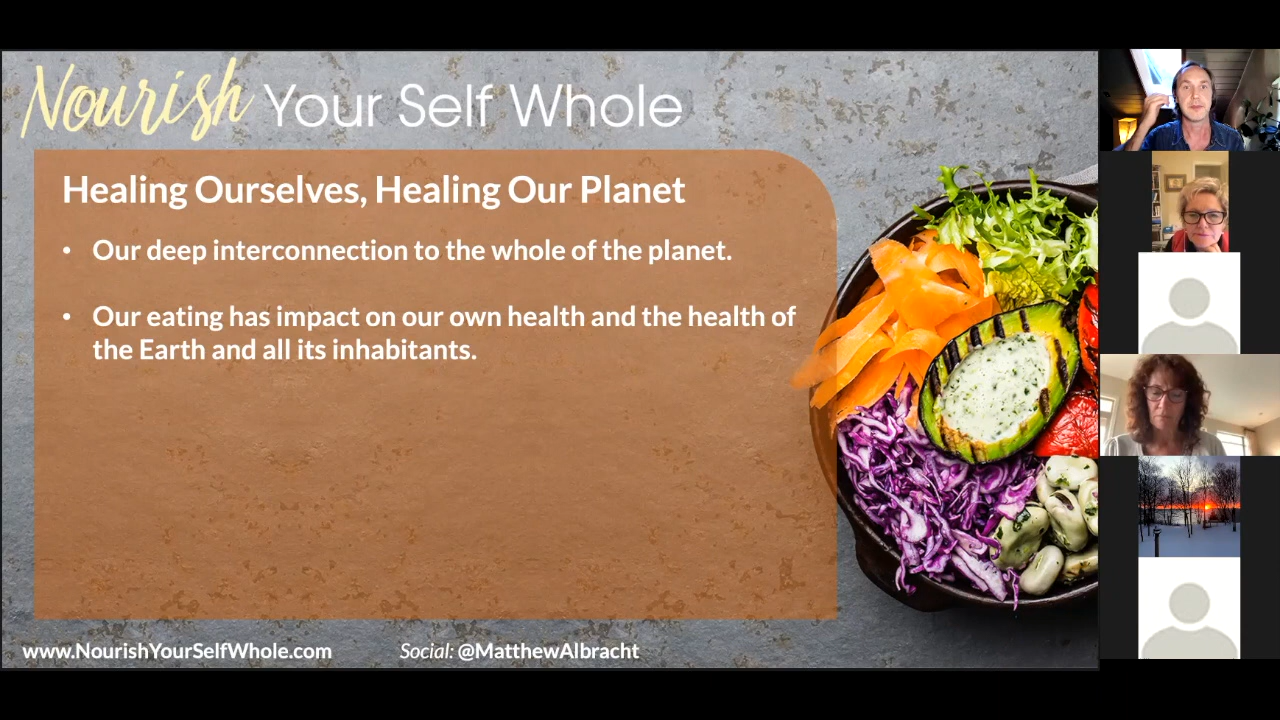 Nourish Your Self Whole
Healing Ourselves, Healing Our Planet
• Our deep interconnection to the whole of the planet.
• Our eating has impact on our own health and the health of
the Earth and all its inhabitants.
www.NourishYourSelfWhole.com Social: @MatthewAlbracht